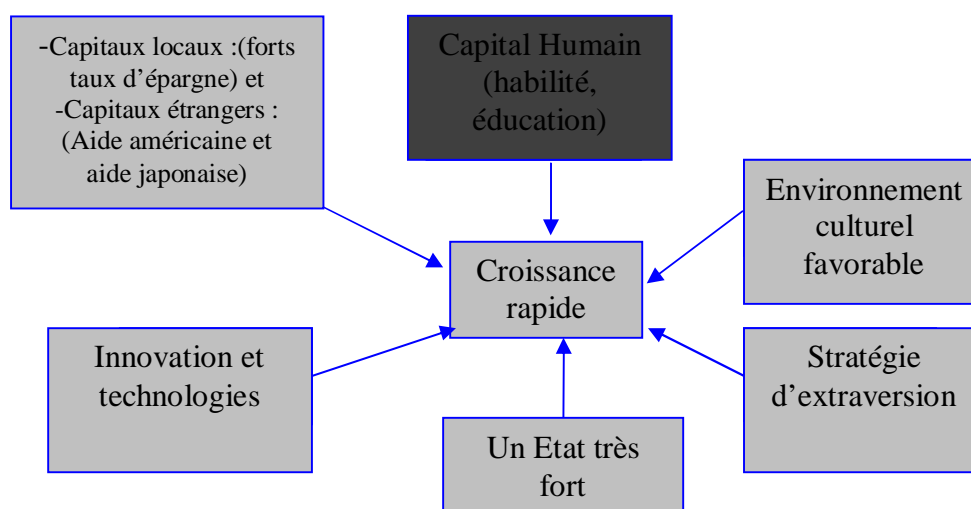 -Capitaux locaux :(forts
taux d’épargne) et
-Capitaux étrangers :
(Aide américaine et
aide japonaise)
Capital Humain
(habilité,
éducation)
Environnement
culturel
favorable
Croissance
rapide
Innovation et
technologies
Stratégie
d’extraversion
Un Etat très
fort